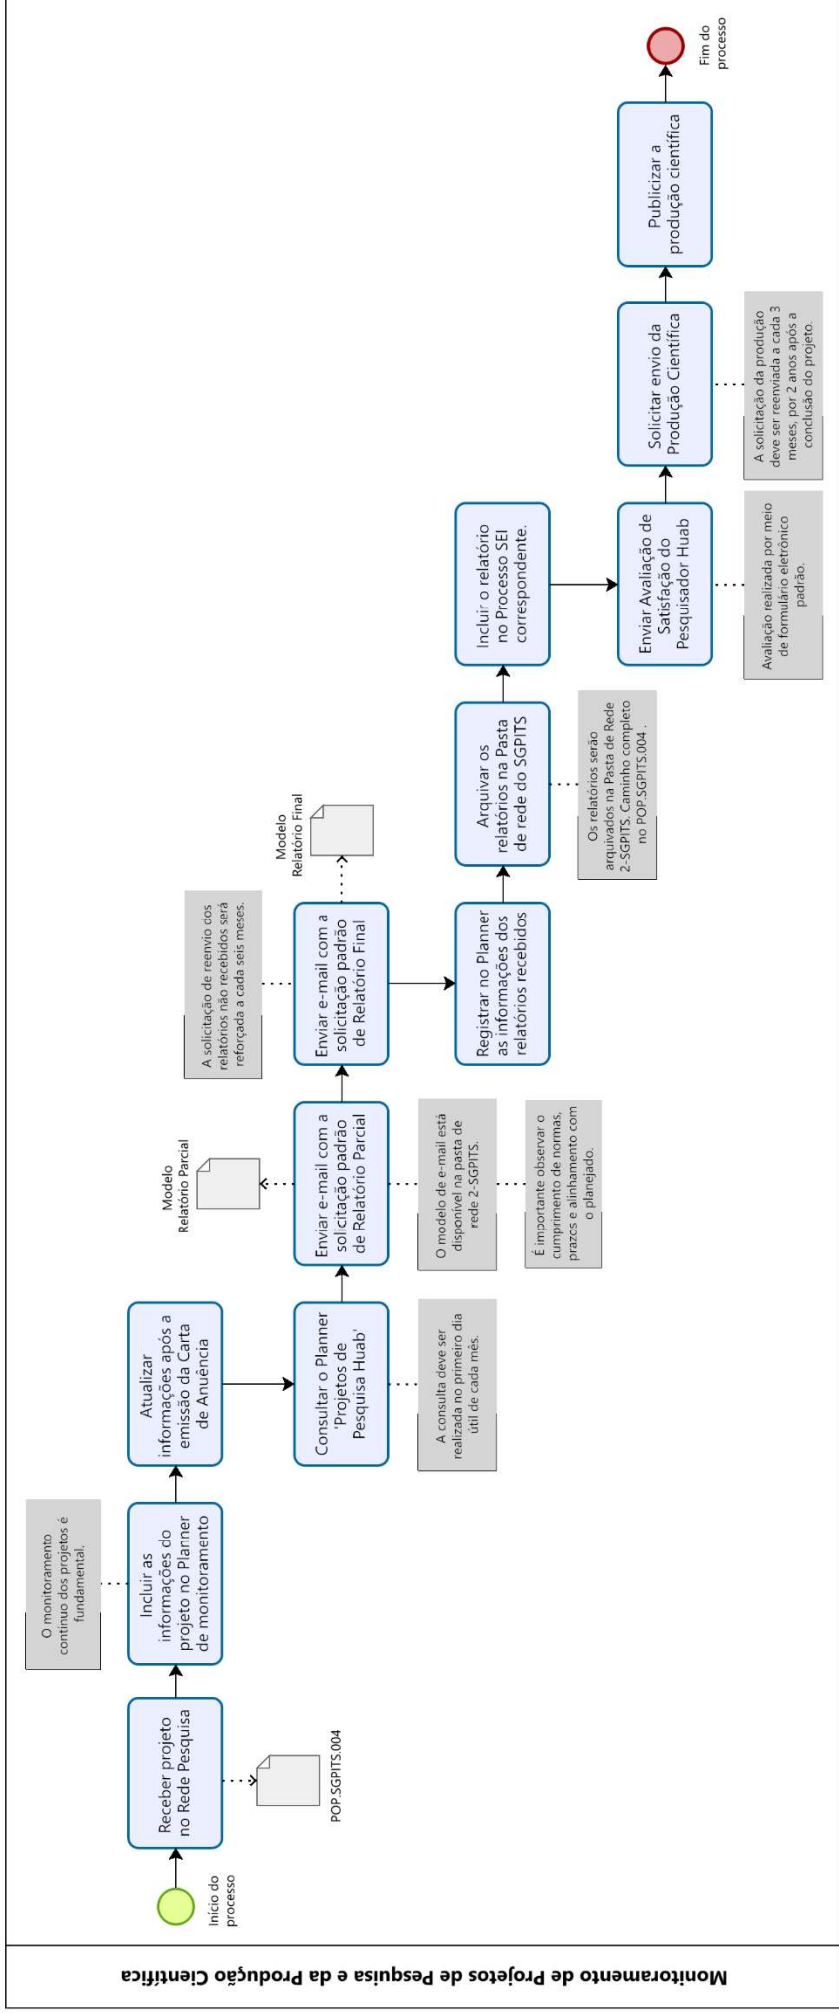 Monitoramento de Projetos de Pesquisa e da Produção Científica
Início do
processo
Receber projeto
no Rede Pesquisa
POP.SGPITS.004
O monitoramento
contínuo dos projetos é
fundamental.
Incluir as
informações do
projeto no Planner
de monitoramento
Atualizar
informações após a
emissão da Carta
de Anuência
Consultar o Planner
'Projetos de
Pesquisa Huab'
A consulta deve ser
realizada no primeiro dia
útil de cada mês.
Modelo
Relatório Parcial
Enviar e-mail com a
solicitação padrão
de Relatório Parcial
O modelo de e-mail está
disponível na pasta de
rede 2-SGPITS.
É importante observar o
cumprimento de normas,
prazos e alinhamento com
o planejado.
A solicitação de reenvio dos
relatórios não recebidos será
reforçada a cada seis meses.
Enviar e-mail com a
solicitação padrão
de Relatório Final
Modelo
Relatório Final
Registrar no Planner
as informações dos
relatórios recebidos
Arquivar os
relatórios na Pasta
de rede do SGPITS
Os relatórios serão
arquivados na Pasta de Rede
2-SGPITS. Caminho completo
no POP.SGPITS.004 .
Incluir o relatório
no Processo SEI
correspondente.
Enviar Avaliação de
Satisfação do
Pesquisador Huab
Avaliação realizada por meio
de formulário eletrônico
padrão.
Solicitar envio da
Produção Científica
A solicitação da produção
deve ser reenviada a cada 3
meses, por 2 anos após a
conclusão do projeto.
Publicizar a
produção científica
Fim do
processo